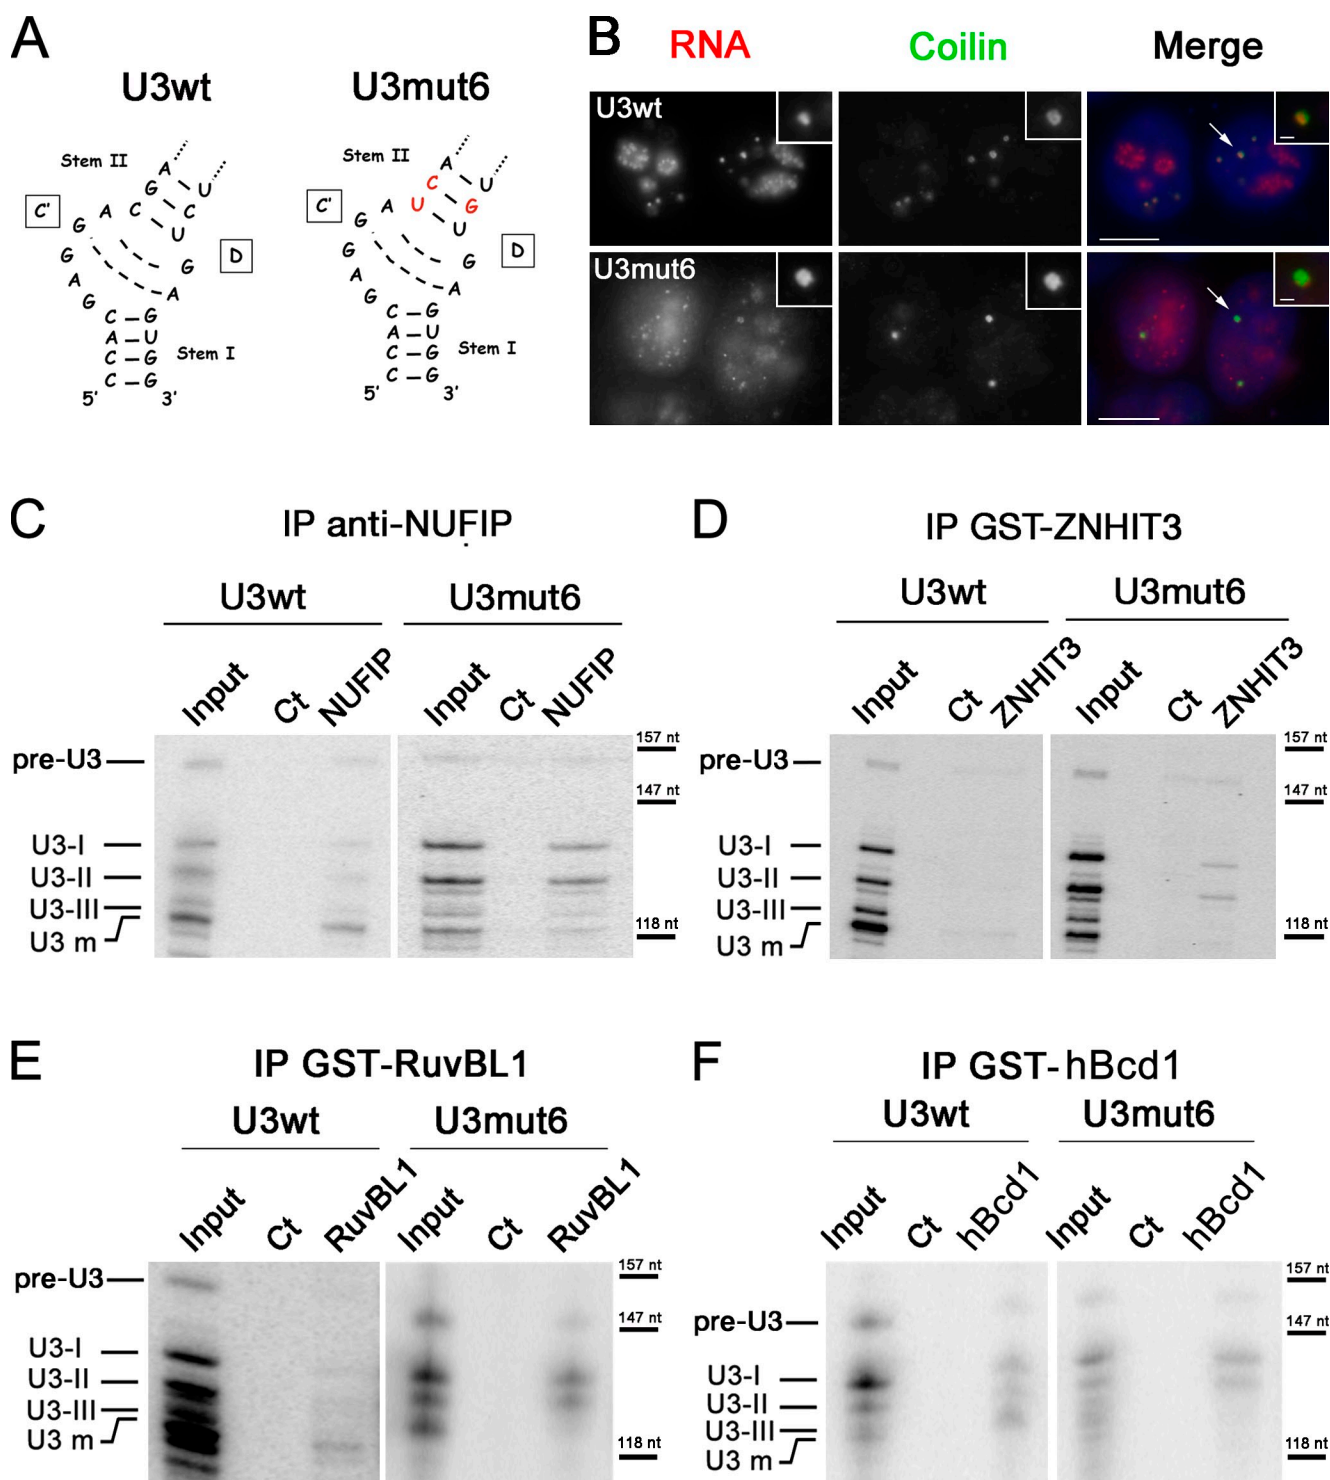 A
U3wt
U3mut6
Stem II
A
G
U
C
A
G
C
U
C'
D
G
A
G
G
A
C – G
A – U
C – G
C – G
Stem I
5' 3'
Stem II
A
C
U
U
A
G
G
U
C'
D
G
A
G
G
A
C – G
A – U
C – G
C – G
Stem I
5' 3'
B
RNA Coilin Merge
U3wt
U3mut6
C
IP anti-NUFIP
U3wt U3mut6
Input Ct NUFIP Input Ct NUFIP
pre-U3
U3-I
U3-II
U3-III
U3 m
157 nt
147 nt
118 nt
D
IP GST-ZNHIT3
U3wt U3mut6
Input Ct ZNHIT3 Input Ct ZNHIT3
pre-U3
U3-I
U3-II
U3-III
U3 m
157 nt
147 nt
118 nt
E
IP GST-RuvBL1
U3wt U3mut6
Input Ct RuvBL1 Input Ct RuvBL1
pre-U3
U3-I
U3-II
U3-III
U3 m
157 nt
147 nt
118 nt
F
IP GST-hBcd1
U3wt U3mut6
Input Ct hBcd1 Input Ct hBcd1
pre-U3
U3-I
U3-II
U3-III
U3 m
157 nt
147 nt
118 nt